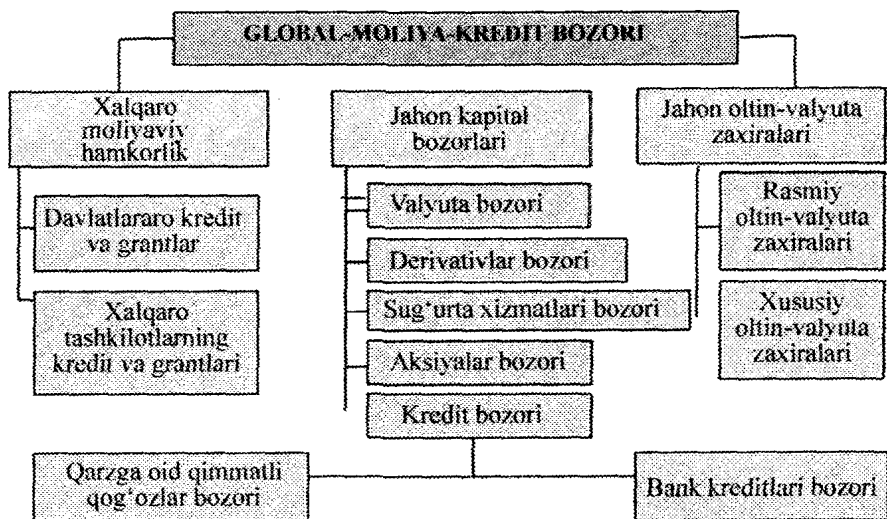 GLOBAL-MOLIYA-KREDIT BOZORI
Xalqaro
moliyaviv
hamkorlik
Davlatlararo kredit
va grantlar
Xalqaro
tashkilotlarning
kredit va grantlari
Jahon kapital
bozorlari
Valyuta bozori
Derivativlar bozori
Sug‘urta xizmatlari bozori
Aksiyalar bozori
Kredit bozori
Qarzga oid qimmatli
qog‘ozlar bozori
Bank kreditlari bozori
Jahon oltin-valyuta
zaxiralari
Rasmiy
oltin-valyuta
zaxiralari
Xususiy
oltin-valyuta
zaxiralari